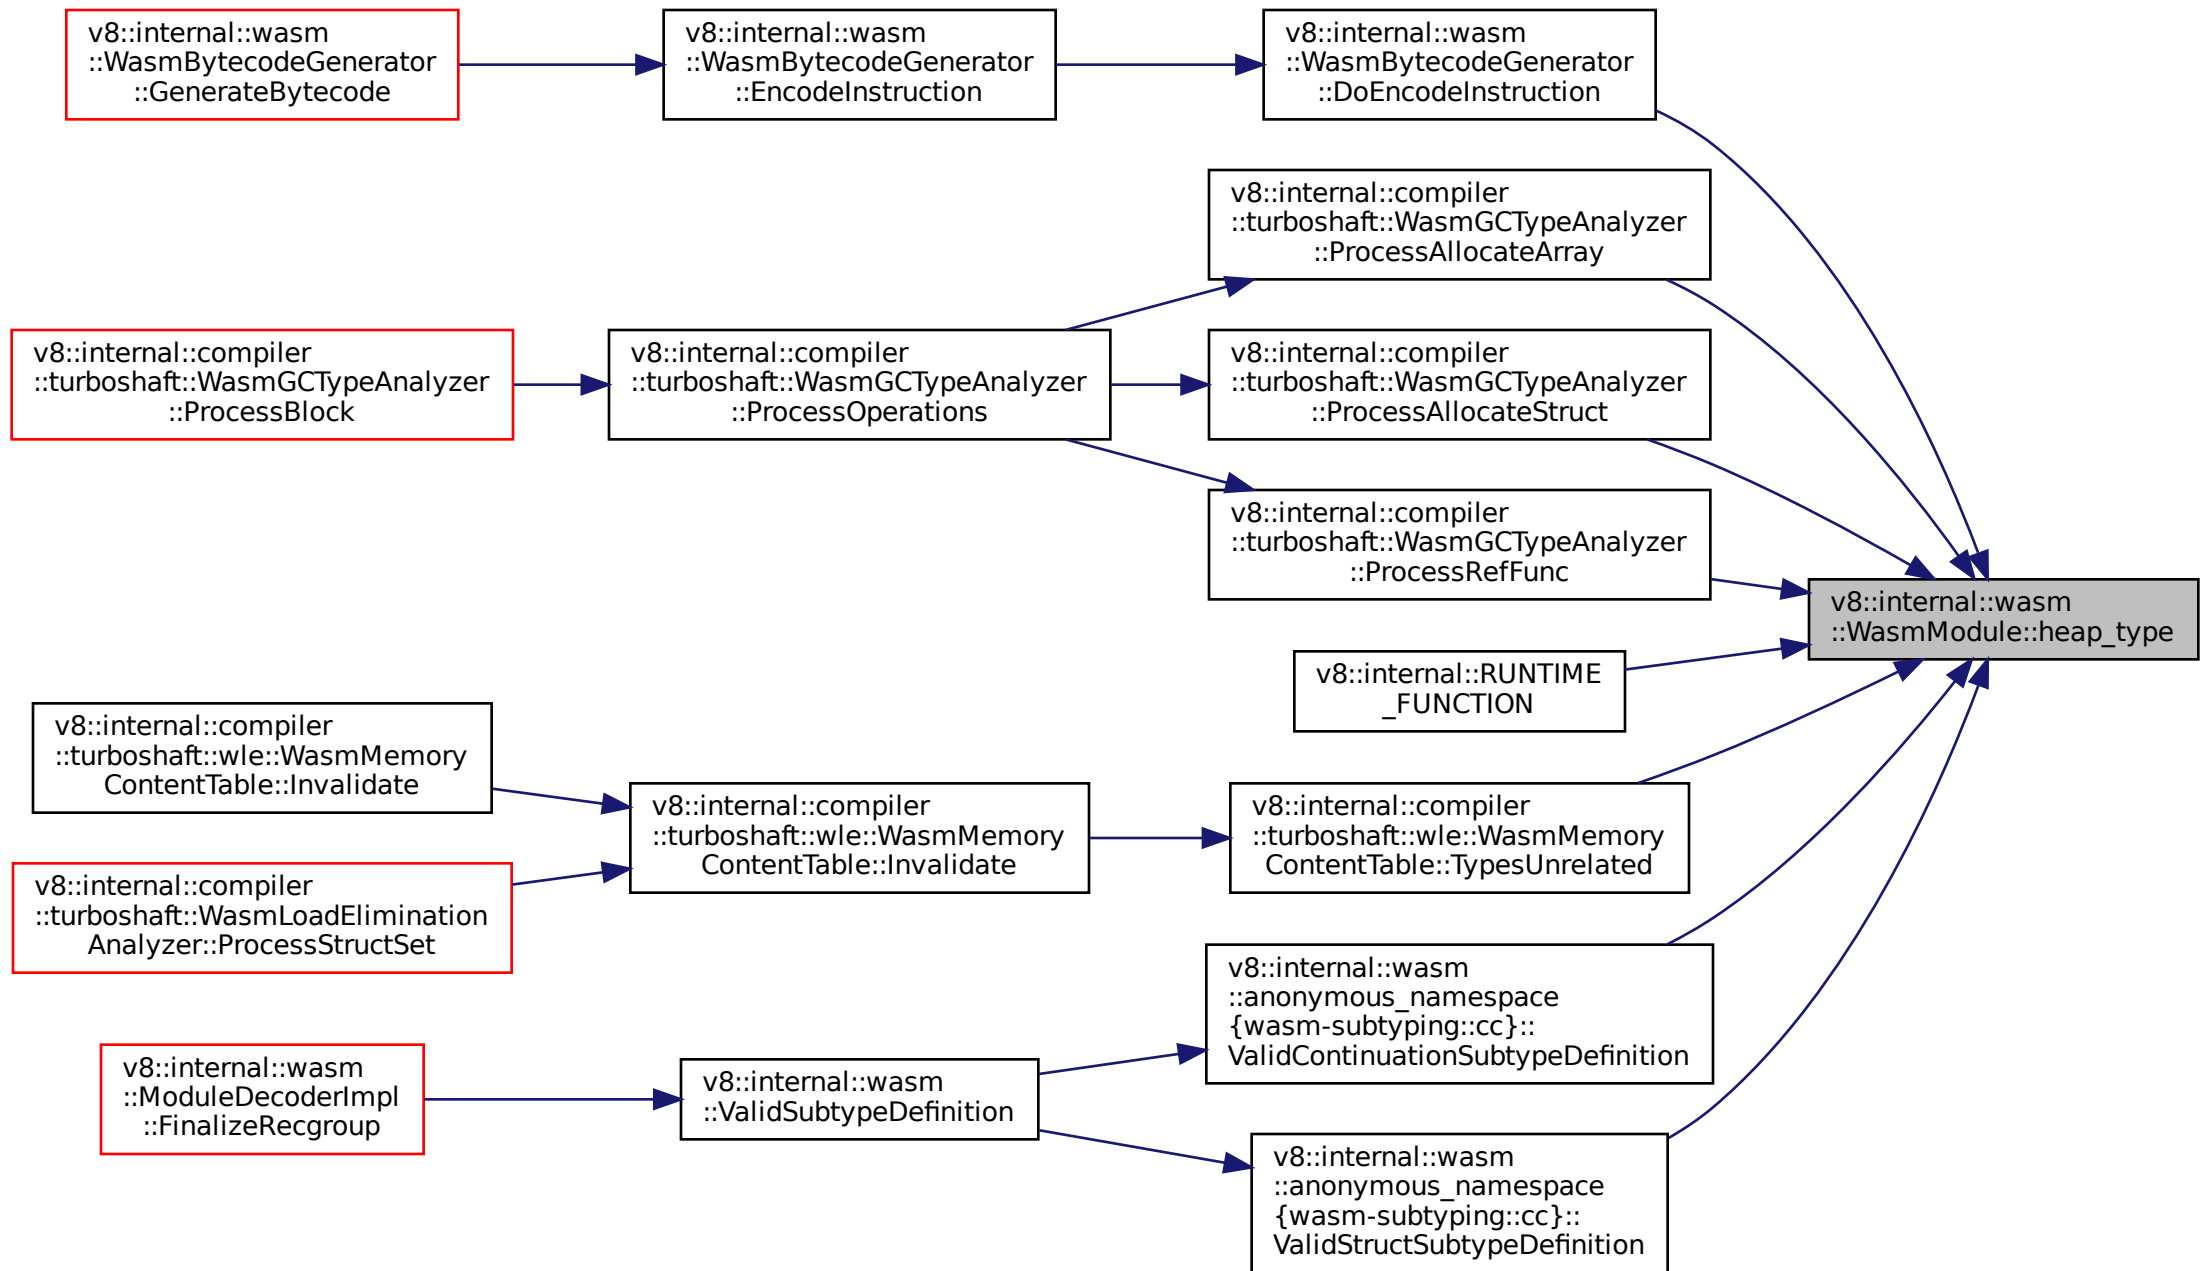 v8::internal::wasm
::WasmBytecodeGenerator
::GenerateBytecode
v8::internal::wasm
::WasmBytecodeGenerator
::EncodeInstruction
v8::internal::wasm
::WasmBytecodeGenerator
::DoEncodeInstruction
v8::internal::compiler
::turboshaft::WasmGCTypeAnalyzer
::ProcessAllocateArray
v8::internal::compiler
::turboshaft::WasmGCTypeAnalyzer
::ProcessBlock
v8::internal::compiler
::turboshaft::WasmGCTypeAnalyzer
::ProcessOperations
v8::internal::compiler
::turboshaft::WasmGCTypeAnalyzer
::ProcessAllocateStruct
v8::internal::compiler
::turboshaft::WasmGCTypeAnalyzer
::ProcessRefFunc
v8::internal::wasm
::WasmModule::heap_type
v8::internal::RUNTIME
_FUNCTION
v8::internal::compiler
::turboshaft::wle::WasmMemory
ContentTable::Invalidate
v8::internal::compiler
::turboshaft::wle::WasmMemory
ContentTable::Invalidate
v8::internal::compiler
::turboshaft::wle::WasmMemory
ContentTable::TypesUnrelated
v8::internal::compiler
::turboshaft::WasmLoadElimination
Analyzer::ProcessStructSet
v8::internal::wasm
::anonymous_namespace
{wasm-subtyping::cc}::
ValidContinuationSubtypeDefinition
v8::internal::wasm
::ModuleDecoderImpl
::FinalizeRecgroup
v8::internal::wasm
::ValidSubtypeDefinition
v8::internal::wasm
::anonymous_namespace
{wasm-subtyping::cc}::
ValidStructSubtypeDefinition